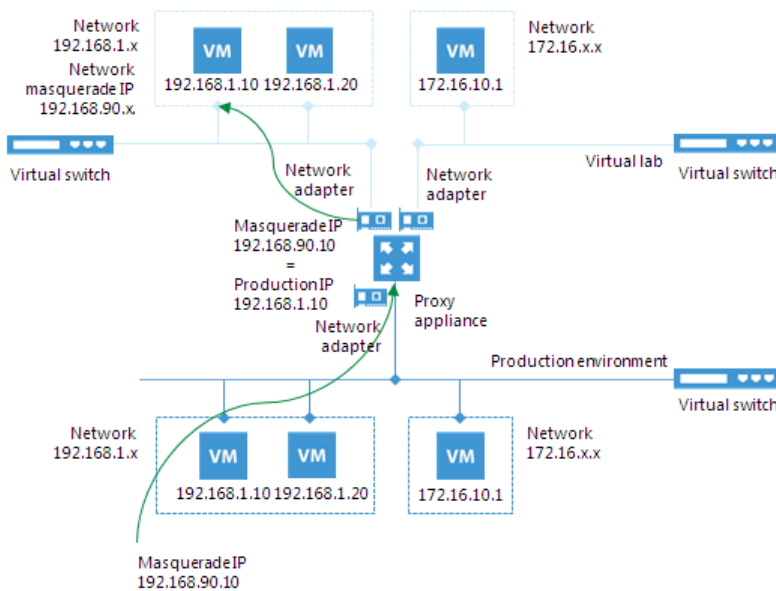 Network
192.168.1.x
Network
masquerade IP
192.168.90.x.
VM
192.168.1.10
VM
192.168.1.20
VM
172.16.10.1
Network
172.16.x.x
Virtual switch
Network
adapter
Network
adapter
Virtual lab
Virtual switch
Masquerade IP
192.168.90.10
=
Production IP
192.168.1.10
Proxy
appliance
Network
adapter
Production environment
Virtual switch
Network
192.168.1.x
VM
192.168.1.10
VM
192.168.1.20
VM
172.16.10.1
Network
172.16.x.x
Masquerade IP
192.168.90.10